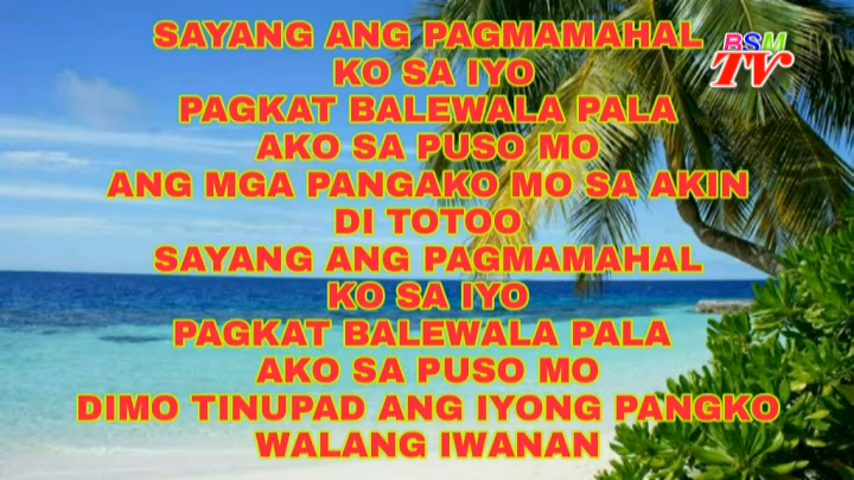 SAYANG ANG PAGMAMAHAL
KO SA IYO
PAGKAT BALEWALA PALA
AKO SA PUSO MO
ANG MGA PANGAKO MO SA AKIN
DI TOTOO
SAYANG ANG PAGMAMAHAL
KO SA IYO
PAGKAT BALEWALA PALA
AKO SA PUSO MO
DIMO TINUPAD ANG IYONG PANGKO
WALANG IWANAN
BSM
TV